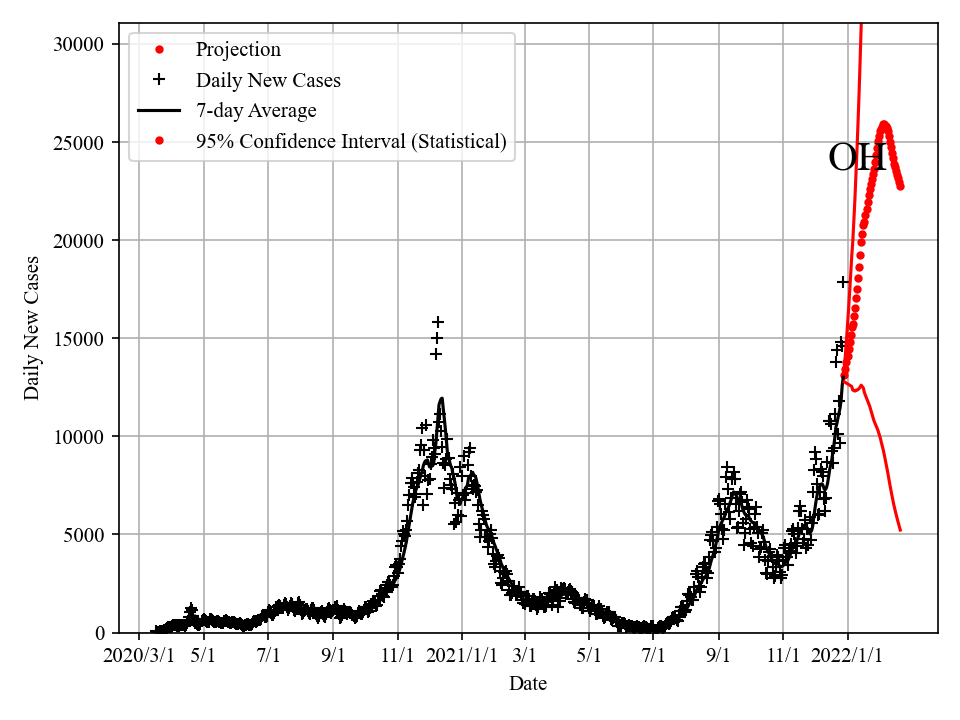 Projection
Daily New Cases
7-day Average
95% Confidence Interval (Statistical)
OH
30000
25000
20000
15000
10000
5000
0
Daily New Cases
2020/3/1 5/1 7/1 9/1 11/1 2021/1/1 3/1 5/1 7/1 9/1 11/1 2022/1/1
Date